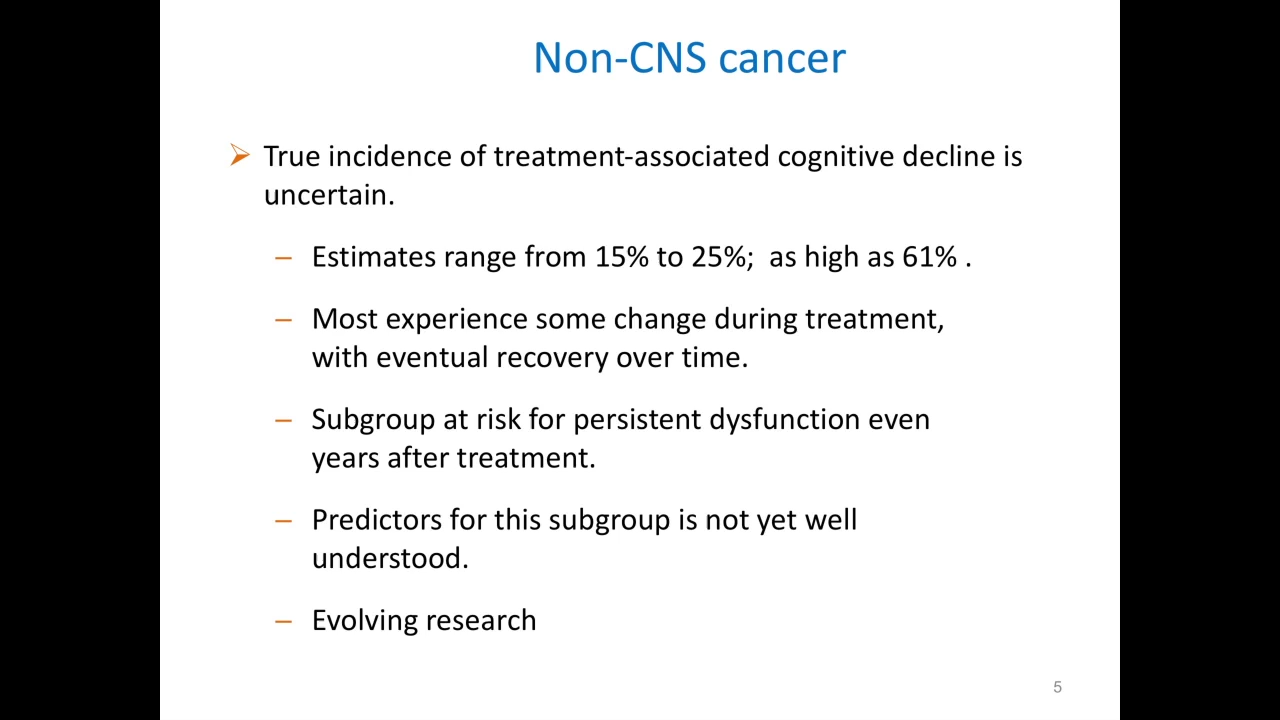 Non-CNS cancer
➢ True incidence of treatment-associated cognitive decline is
uncertain.
– Estimates range from 15% to 25%;  as high as 61% .
– Most experience some change during treatment,
with eventual recovery over time.
– Subgroup at risk for persistent dysfunction even
years after treatment.
– Predictors for this subgroup is not yet well
understood.
– Evolving research
5